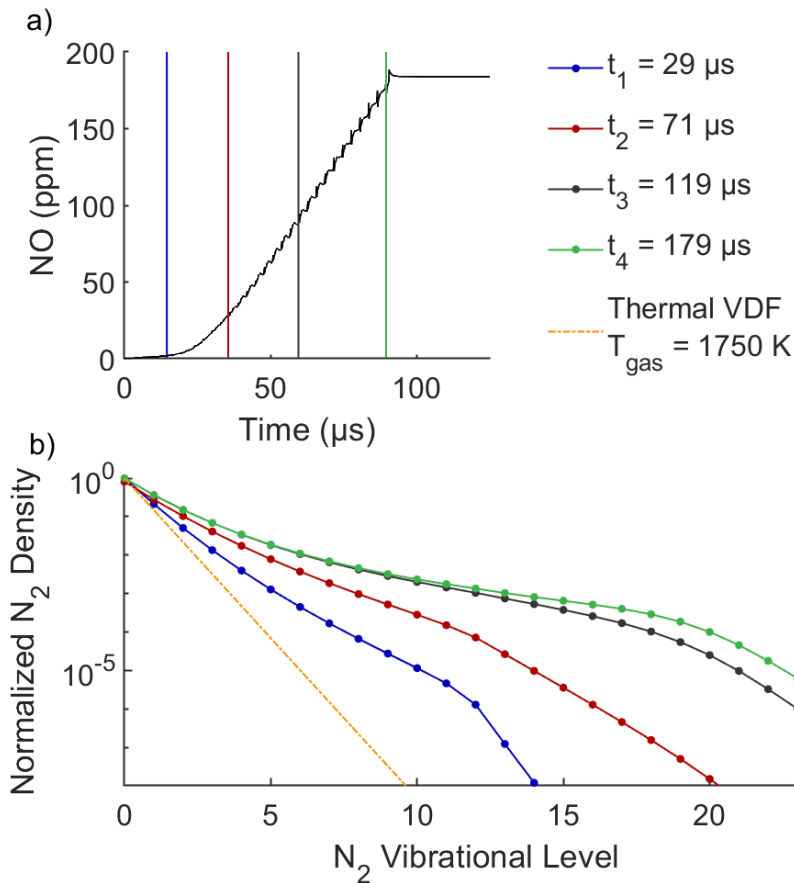 a)
200
150
100
50
0
NO (ppm)
0 50 100
Time (μs)
t1 = 29 μs
t2 = 71 μs
t3 = 119 μs
t4 = 179 μs
Thermal VDF
Tgas = 1750 K
b)
10^0
10^-5
Normalized N2 Density
0 5 10 15 20
N2 Vibrational Level